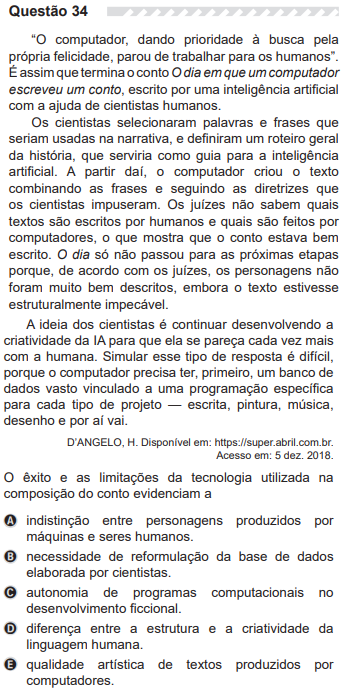 Questão 34
“O computador, dando prioridade à busca pela
própria felicidade, parou de trabalhar para os humanos”.
É assim que termina o conto O dia em que um computador
escreveu um conto, escrito por uma inteligência artificial
com a ajuda de cientistas humanos.
Os cientistas selecionaram palavras e frases que
seriam usadas na narrativa, e definiram um roteiro geral
da história, que serviria como guia para a inteligência
artificial. A partir daí, o computador criou o texto
combinando as frases e seguindo as diretrizes que
os cientistas impuseram. Os juízes não sabem quais
textos são escritos por humanos e quais são feitos por
computadores, o que mostra que o conto estava bem
escrito. O dia só não passou para as próximas etapas
porque, de acordo com os juízes, os personagens não
foram muito bem descritos, embora o texto estivesse
estruturalmente impecável.
A ideia dos cientistas é continuar desenvolvendo a
criatividade da IA para que ela se pareça cada vez mais
com a humana. Simular esse tipo de resposta é difícil,
porque o computador precisa ter, primeiro, um banco de
dados vasto vinculado a uma programação específica
para cada tipo de projeto — escrita, pintura, música,
desenho e por aí vai.
D’ANGELO, H. Disponível em: https://super.abril.com.br.
Acesso em: 5 dez. 2018.
O êxito e as limitações da tecnologia utilizada na
composição do conto evidenciam a
A indistinção entre personagens produzidos por
máquinas e seres humanos.
B necessidade de reformulação da base de dados
elaborada por cientistas.
C autonomia de programas computacionais no
desenvolvimento ficcional.
D diferença entre a estrutura e a criatividade da
linguagem humana.
E qualidade artística de textos produzidos por
computadores.